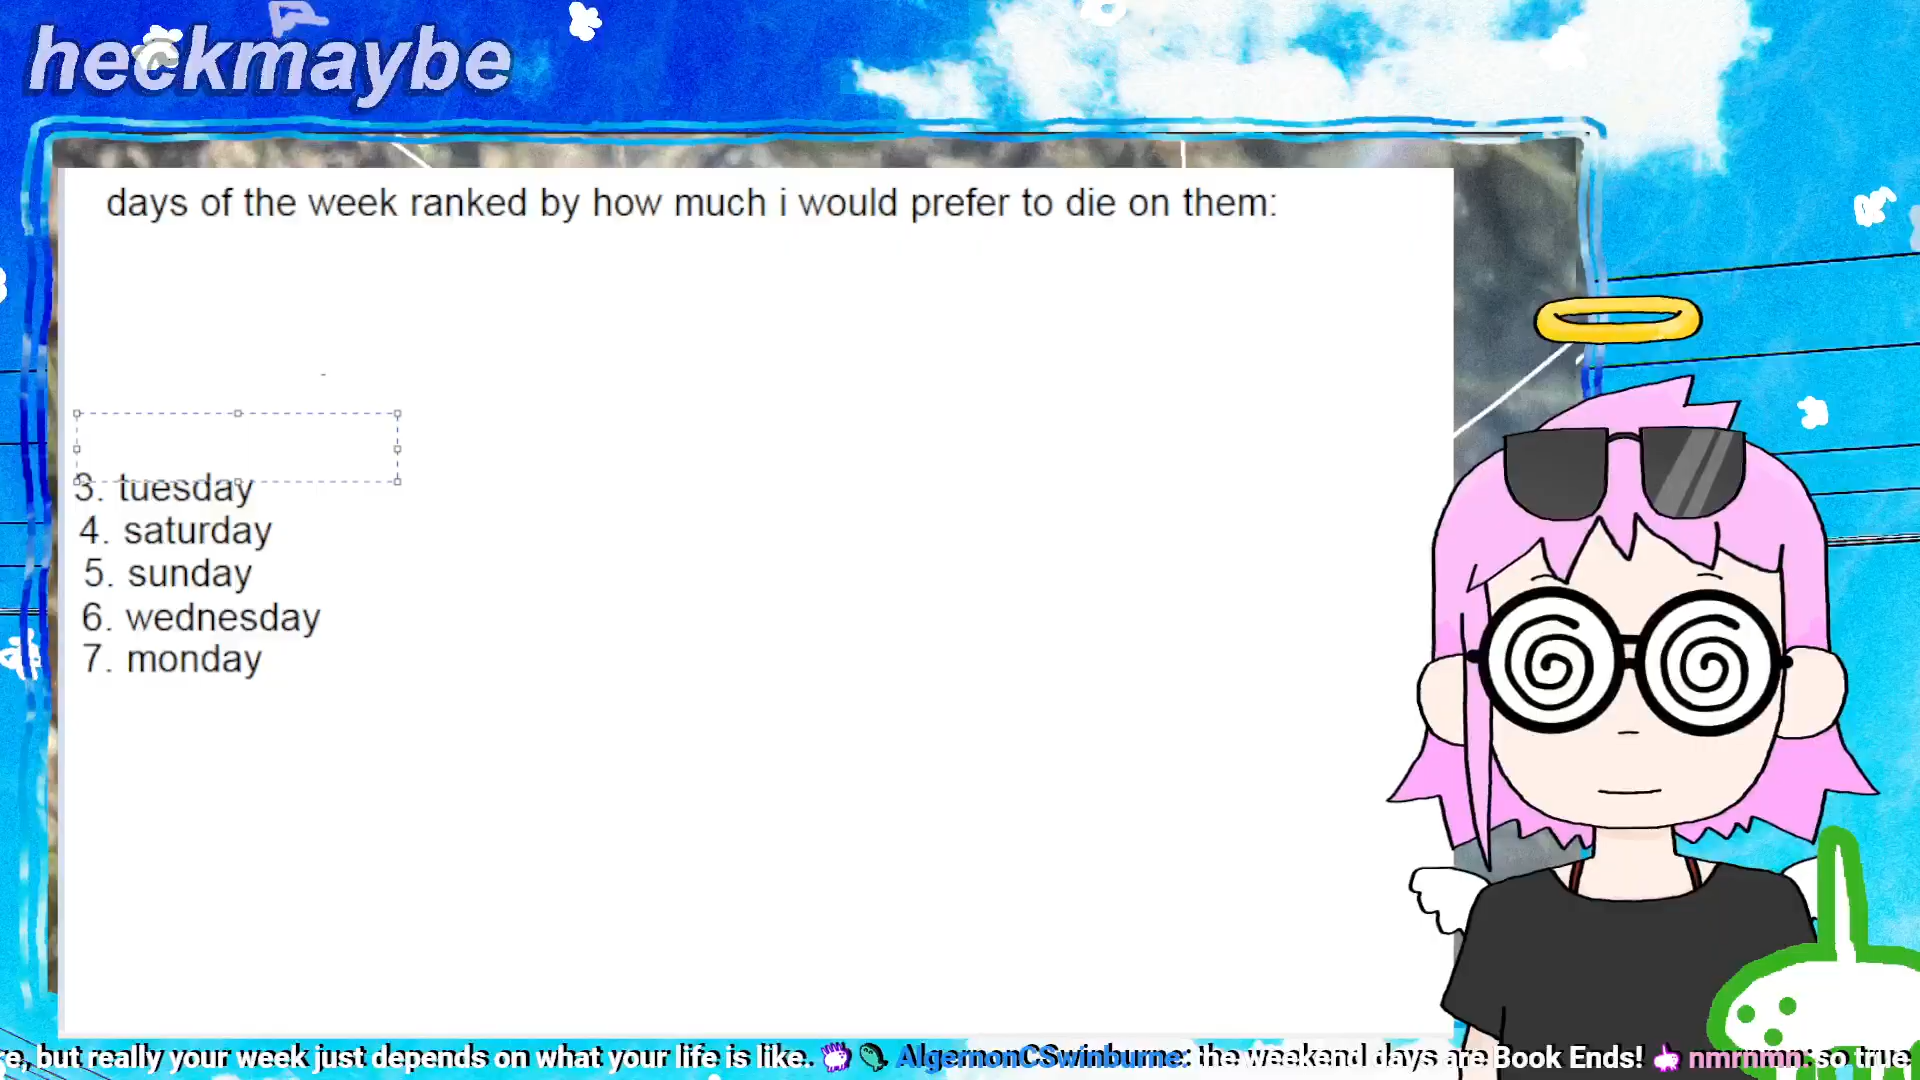 heckmaybe
days of the week ranked by how much i would prefer to die on them:
3. tuesday
4. saturday
5. sunday
6. wednesday
7. monday
re, but really your week just depends on what your life is like.. AlgernonCSwinburne: the weekend days are Book Ends! nmrnmn: so true